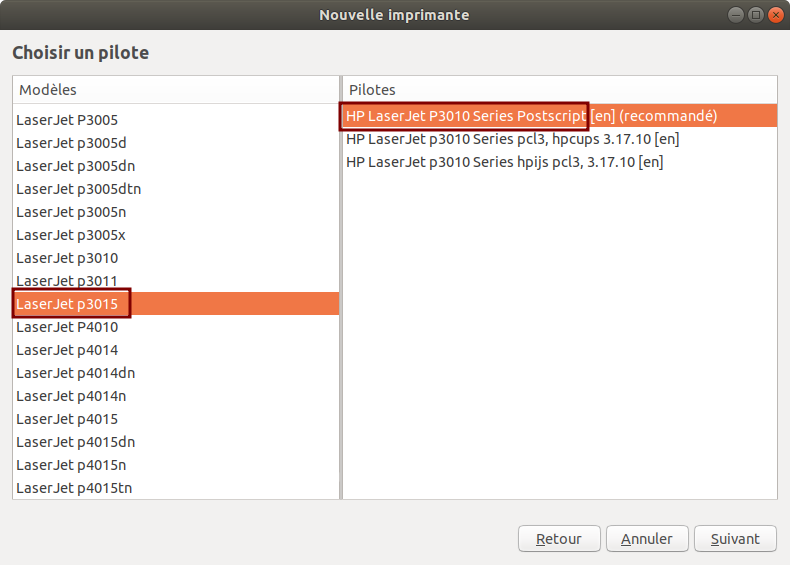 Nouvelle imprimante
Choisir un pilote
Modèles
LaserJet P3005
LaserJet p3005d
LaserJet p3005dn
LaserJet p3005dtn
LaserJet p3005n
LaserJet p3005x
LaserJet p3010
LaserJet p3011
LaserJet p3015
LaserJet P4010
LaserJet p4014
LaserJet p4014dn
LaserJet p4014n
LaserJet p4015
LaserJet p4015dn
LaserJet p4015n
LaserJet p4015tn
Pilotes
HP LaserJet P3010 Series Postscript [en] (recommandé)
HP LaserJet p3010 Series pcl3, hpcups 3.17.10 [en]
HP LaserJet p3010 Series hpijs pcl3, 3.17.10 [en]
Retour
Annuler
Suivant